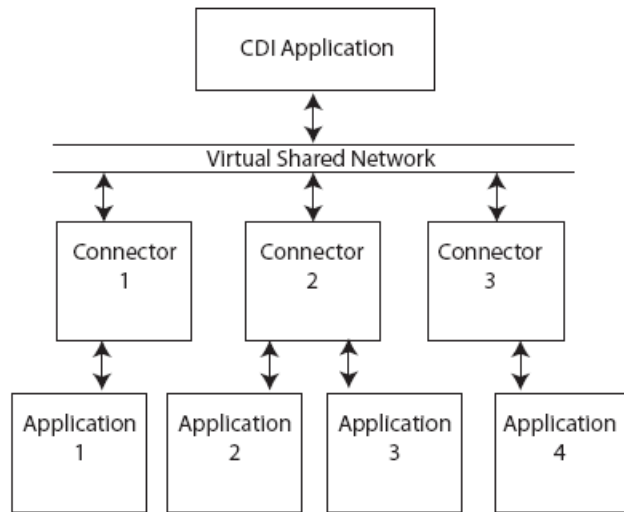 CDI Application
Virtual Shared Network
Connector
1
Connector
2
Connector
3
Application
1
Application
2
Application
3
Application
4